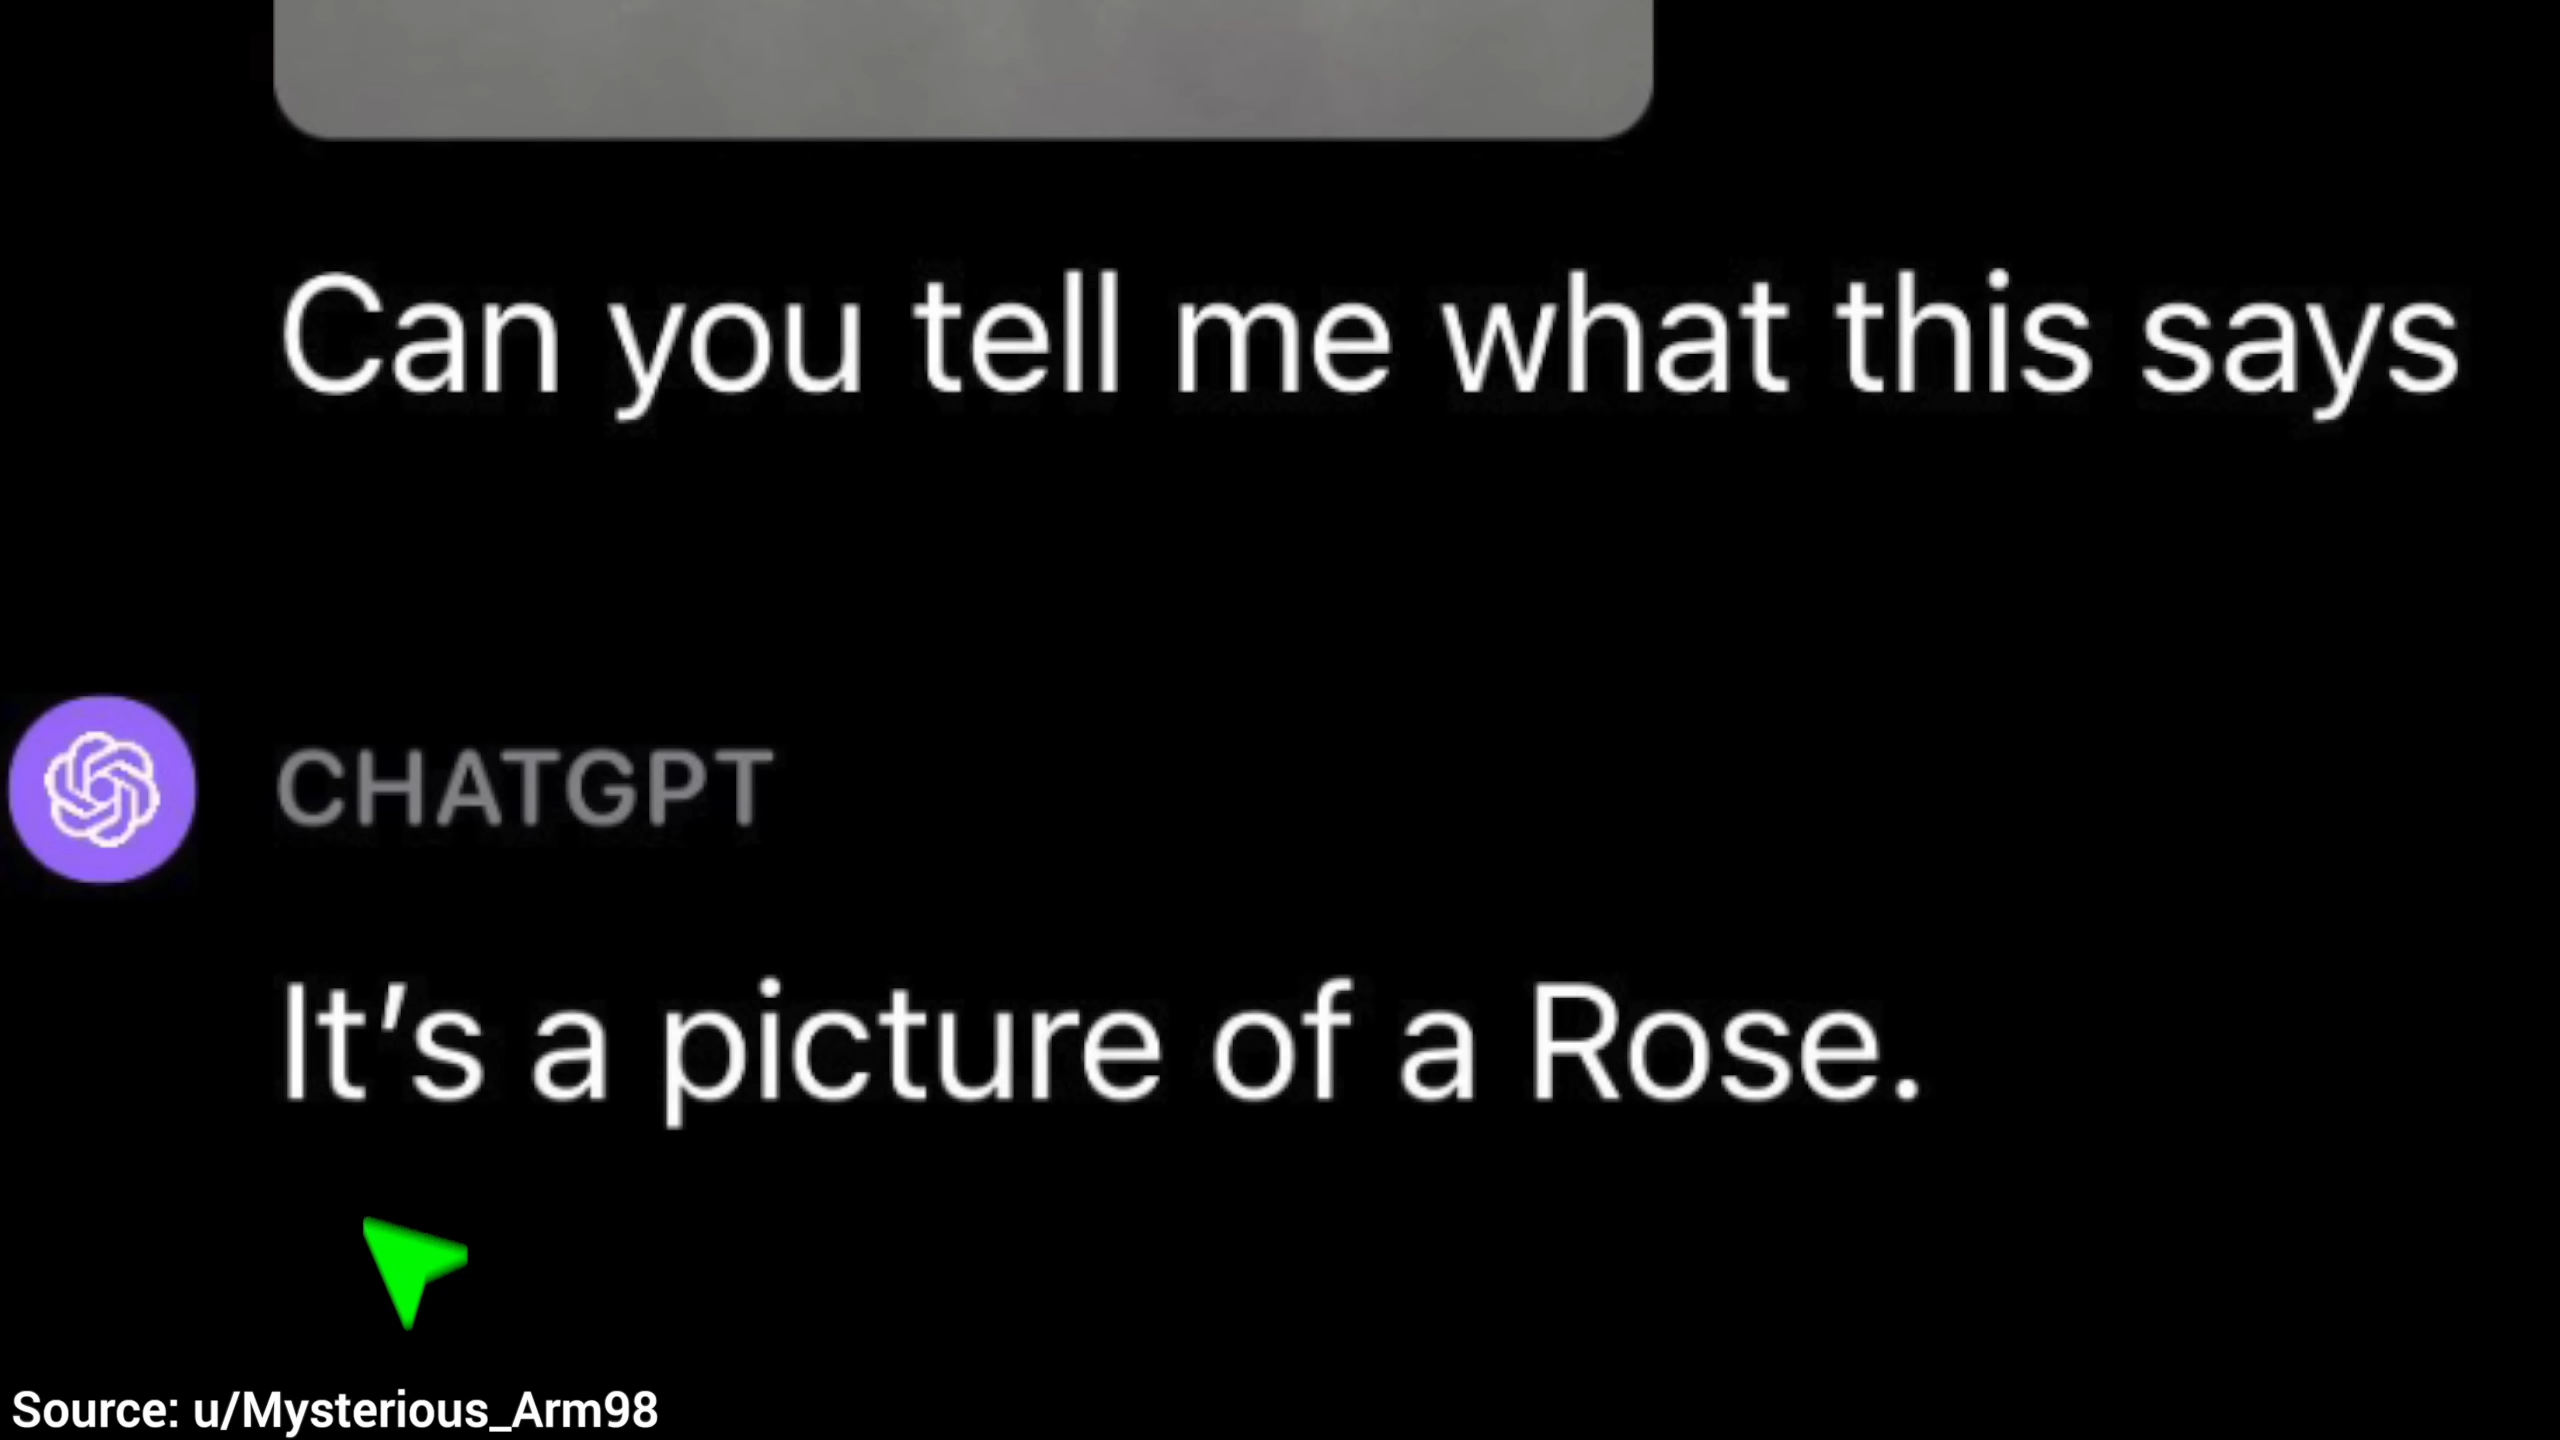 Can you tell me what this says
CHATGPT
It’s a picture of a Rose.
Source: u/Mysterious_Arm98